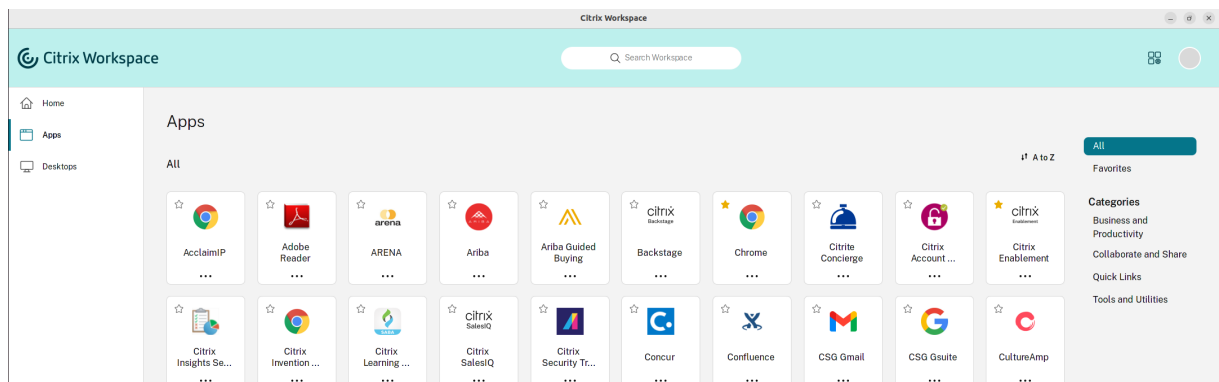 Citrix Workspace
Citrix Workspace
Search Workspace
Home
Apps
Desktops
Apps
All
A to Z
All
Favorites
Categories
Business and
Productivity
Collaborate and Share
Quick Links
Tools and Utilities
AcclaimIP
Adobe
Reader
arena
ARENA
ARIBA
Ariba
Ariba Guided
Buying
citrix
Backstage
Backstage
Chrome
Citrite
Concierge
Citrix
Account ...
citrix
Enablement
Citrix
Enablement
Citrix
Insights Se...
Citrix
Invention ...
SABA
Citrix
Learning ...
citrix
SalesIQ
Citrix
SalesIQ
Citrix
Security Tr...
C.
Concur
Confluence
CSG Gmail
G
CSG Gsuite
C
CultureAmp